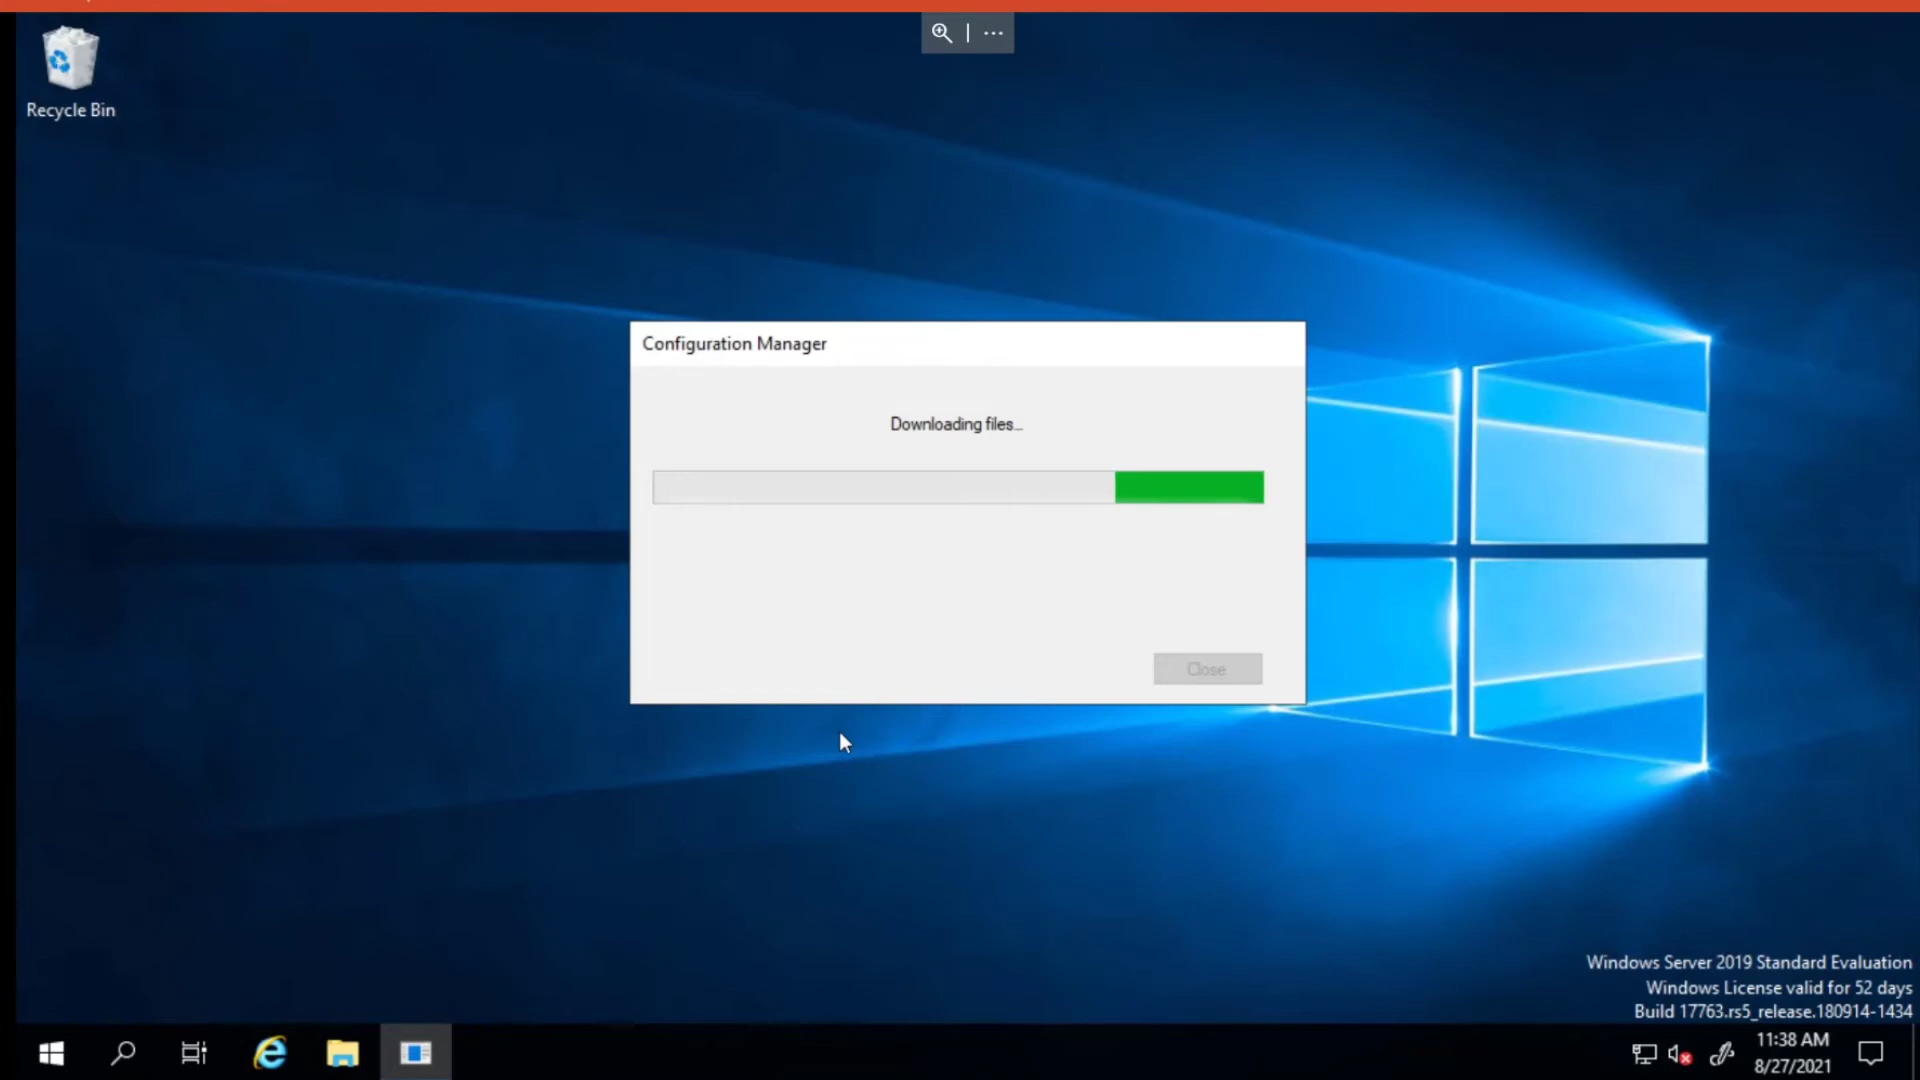 Recycle Bin
Configuration Manager
Downloading files...
Close
Windows Server 2019 Standard Evaluation
Windows License valid for 52 days
Build 17763.rs5_release.180914-1434
11:38 AM
8/27/2021